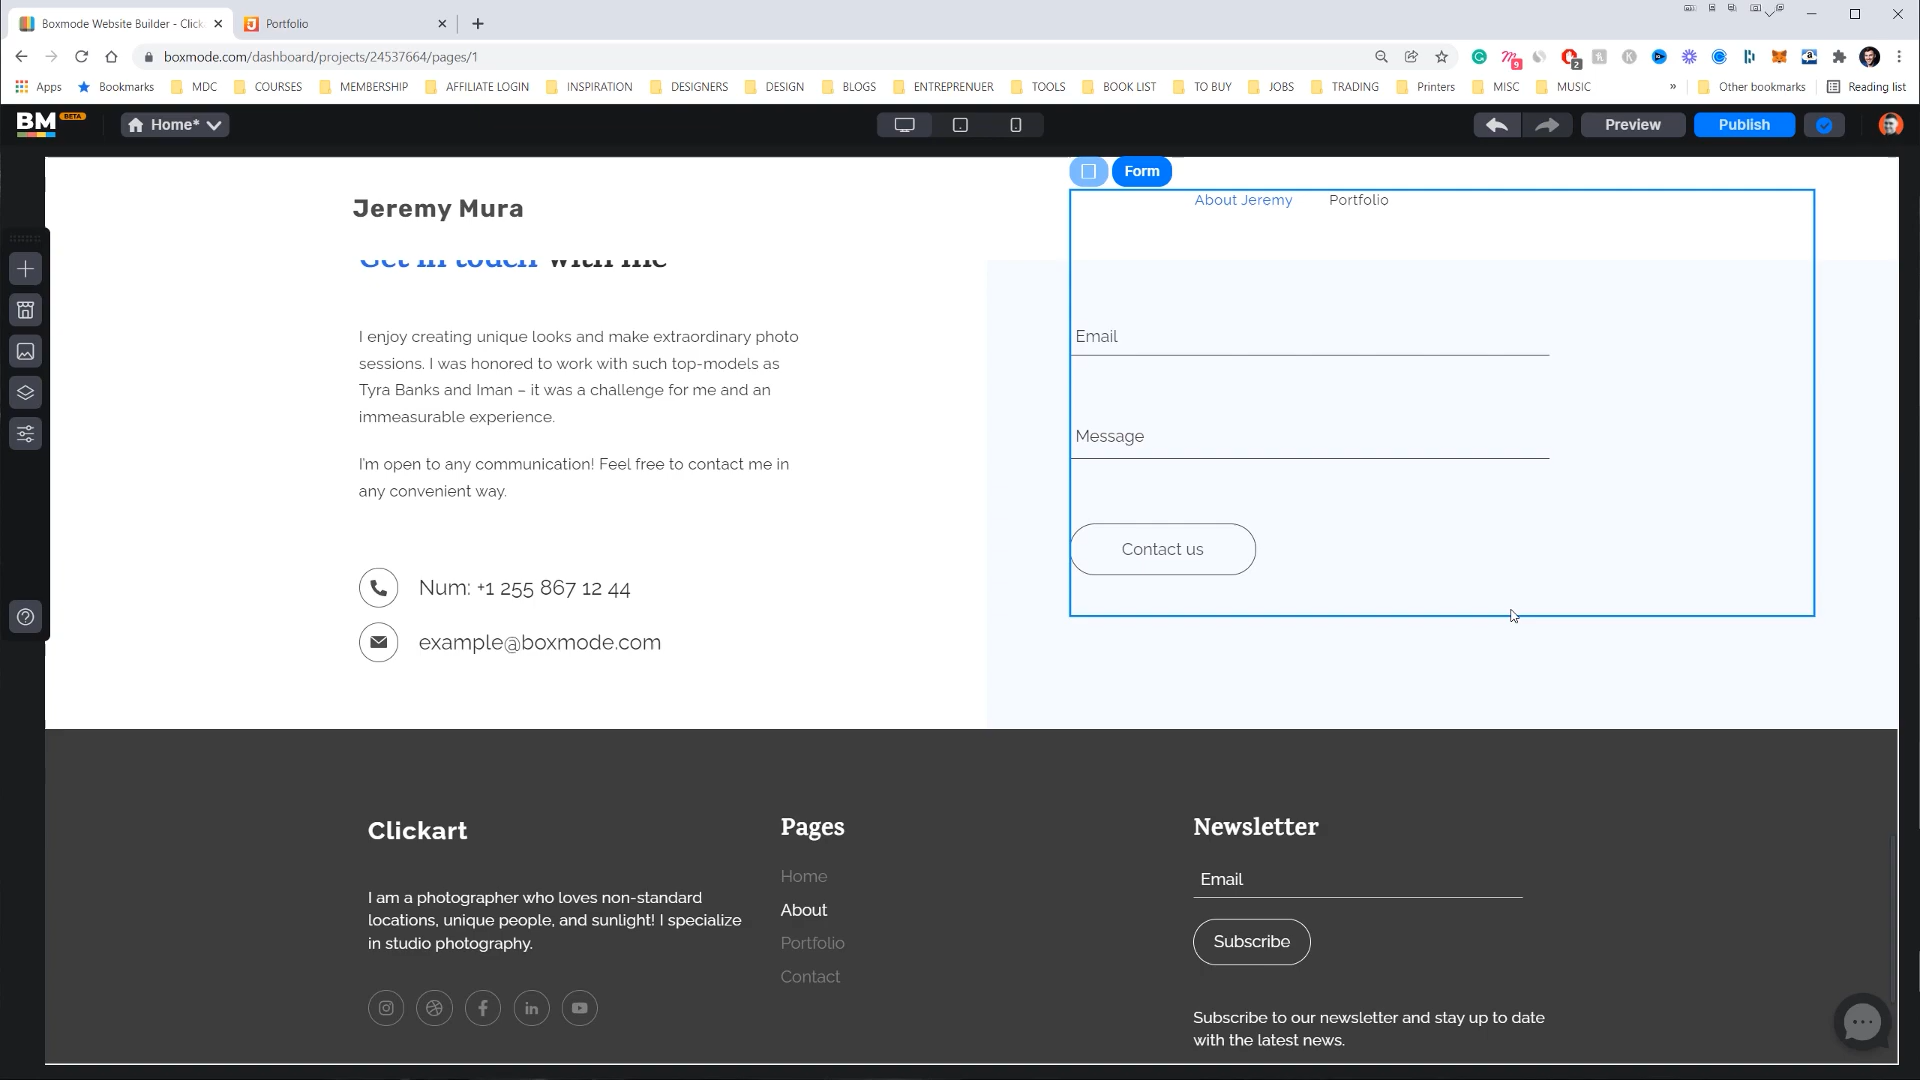 Boxmode Website Builder - Click
Portfolio
boxmode.com/dashboard/projects/24537664/pages/1
9
2
Apps
Bookmarks
MDC
COURSES
MEMBERSHIP
AFFILIATE LOGIN
INSPIRATION
DESIGNERS
DESIGN
BLOGS
ENTREPRENUER
TOOLS
BOOK LIST
TO BUY
JOBS
TRADING
Printers
MISC
MUSIC
»
Other bookmarks
Reading list
BM BETA
Home*
Preview
Publish
Form
Jeremy Mura
About Jeremy
Portfolio
Get in touch with me
I enjoy creating unique looks and make extraordinary photo
sessions. I was honored to work with such top-models as
Tyra Banks and Iman – it was a challenge for me and an
immeasurable experience.
I'm open to any communication! Feel free to contact me in
any convenient way.
Num: +1 255 867 12 44
example@boxmode.com
Email
Message
Contact us
Clickart
I am a photographer who loves non-standard
locations, unique people, and sunlight! I specialize
in studio photography.
Pages
Home
About
Portfolio
Contact
Newsletter
Email
Subscribe
Subscribe to our newsletter and stay up to date
with the latest news.